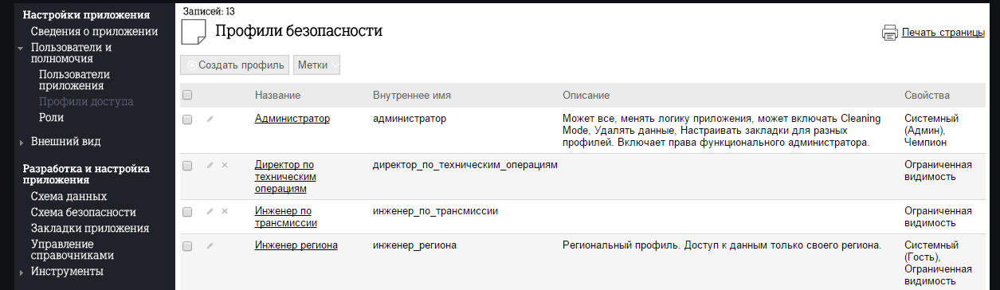 Настройки приложения
Сведения о приложении
Пользователи и
полномочия
Пользователи
приложения
Профили доступа
Роли
Внешний вид
Разработка и настройка
приложения
Схема данных
Схема безопасности
Закладки приложения
Управление
справочниками
Инструменты
Записей: 13
Профили безопасности
Печать страницы
Создать профиль
Метки
Название Внутреннее имя Описание Свойства
Администратор администратор Может все, менять логику приложения, может включать Cleaning Системный
Mode, Удалять данные, Настраивать закладки для разных (Админ),
профилей. Включает права функционального администратора. Чемпион
Директор по директор_по_техническим_операциям Ограниченная
техническим видимость
операциям
Инженер по инженер_по_трансмиссии Ограниченная
трансмиссии видимость
Инженер региона инженер_региона Региональный профиль. Доступ к данным только своего региона. Системный
(Гость),
Ограниченная
видимость